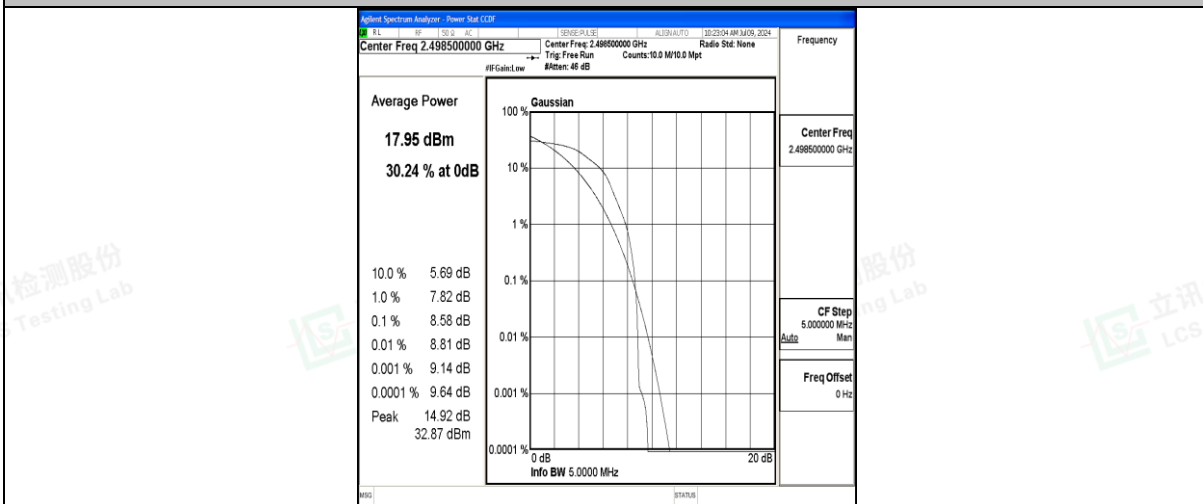 Agilent Spectrum Analyzer - Power Stat CCDF
RL RF 50 Ω AC SENSE:PULSE ALIGN AUTO 10:23:04 AM Jul 09, 2024
Center Freq 2.498500000 GHz
Center Freq: 2.498500000 GHz Radio Std: None
Trig: Free Run Counts:10.0 M/10.0 Mpt
#IFGain:Low #Atten: 46 dB
Frequency
Average Power
17.95 dBm
30.24 % at 0dB
10.0 % 5.69 dB
1.0 % 7.82 dB
0.1 % 8.58 dB
0.01 % 8.81 dB
0.001 % 9.14 dB
0.0001 % 9.64 dB
Peak 14.92 dB
32.87 dBm
Gaussian
100 %
10 %
1 %
0.1 %
0.01 %
0.001 %
0.0001 %
0 dB 20 dB
Info BW 5.0000 MHz
Center Freq
2.498500000 GHz
CF Step
5.000000 MHz
Auto Man
Freq Offset
0 Hz
MSG STATUS
检测股份
Testing Lab
股份
ng Lab
LCS
立讯
LCS